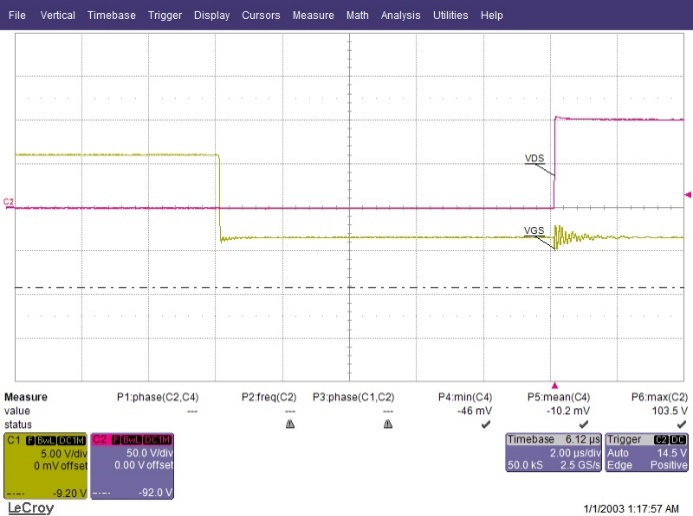 File Vertical Timebase Trigger Display Cursors Measure Math Analysis Utilities Help
C2
VDS
VGS
Measure P1:phase(C2,C4) P2:freq(C2) P3:phase(C1,C2) P4:min(C4) P5:mean(C4) P6:max(C2)
value --- --- --- -46 mV -10.2 mV 103.5 V
status
C1 F BwL DC1M C2 F BwL DC1M Timebase 6.12 µs Trigger C2 DC
5.00 V/div 50.0 V/div 2.00 µs/div Auto 14.5 V
0 mV offset 0.00 V offset 50.0 kS 2.5 GS/s Edge Positive
-9.20 V -92.0 V
LeCroy 1/1/2003 1:17:57 AM